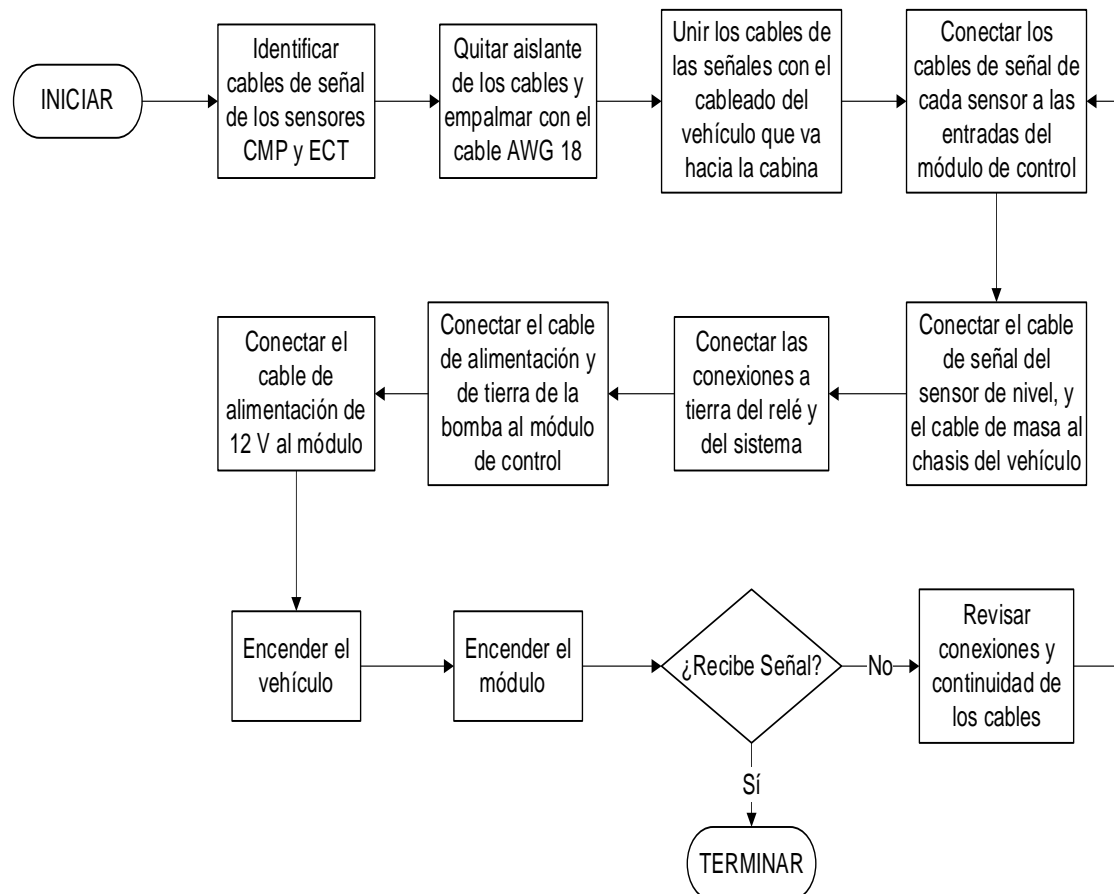 INICIAR
Identificar
cables de señal
de los sensores
CMP y ECT
Quitar aislante
de los cables y
empalmar con el
cable AWG 18
Unir los cables de
las señales con el
cableado del
vehículo que va
hacia la cabina
Conectar los
cables de señal de
cada sensor a las
entradas del
módulo de control
Conectar el cable
de señal del
sensor de nivel, y
el cable de masa al
chasis del vehículo
Conectar las
conexiones a
tierra del relé y
del sistema
Conectar el cable
de alimentación y
de tierra de la
bomba al módulo
de control
Conectar el
cable de
alimentación de
12 V al módulo
Encender el
vehículo
Encender el
módulo
¿Recibe Señal?
No
Revisar
conexiones y
continuidad de
los cables
Sí
TERMINAR